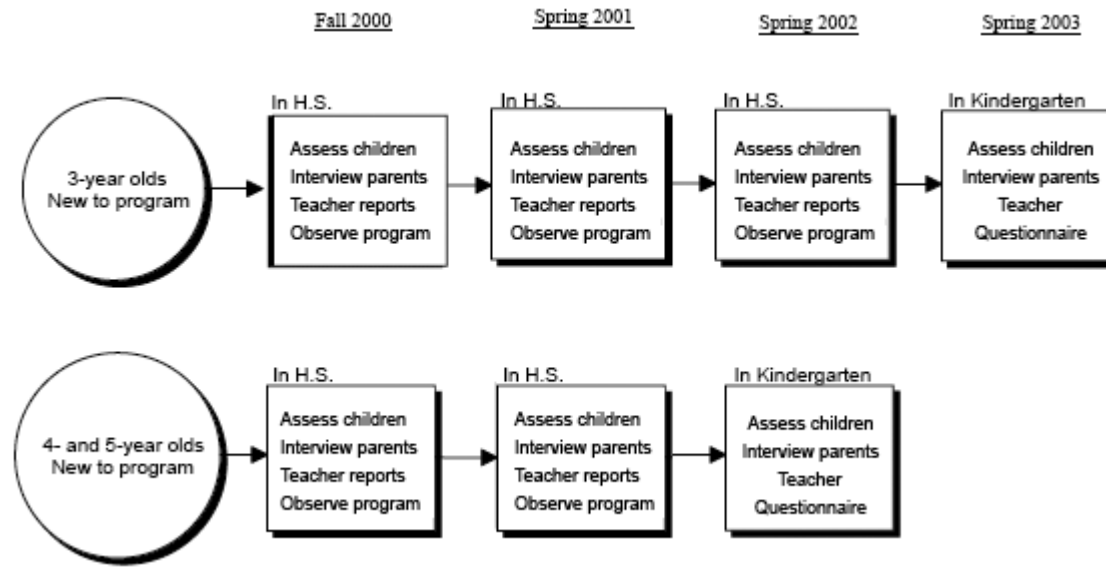 Fall 2000
Spring 2001
Spring 2002
Spring 2003
3-year olds
New to program
In H.S.
Assess children
Interview parents
Teacher reports
Observe program
In H.S.
Assess children
Interview parents
Teacher reports
Observe program
In H.S.
Assess children
Interview parents
Teacher reports
Observe program
In Kindergarten
Assess children
Interview parents
Teacher
Questionnaire
4- and 5-year olds
New to program
In H.S.
Assess children
Interview parents
Teacher reports
Observe program
In H.S.
Assess children
Interview parents
Teacher reports
Observe program
In Kindergarten
Assess children
Interview parents
Teacher
Questionnaire